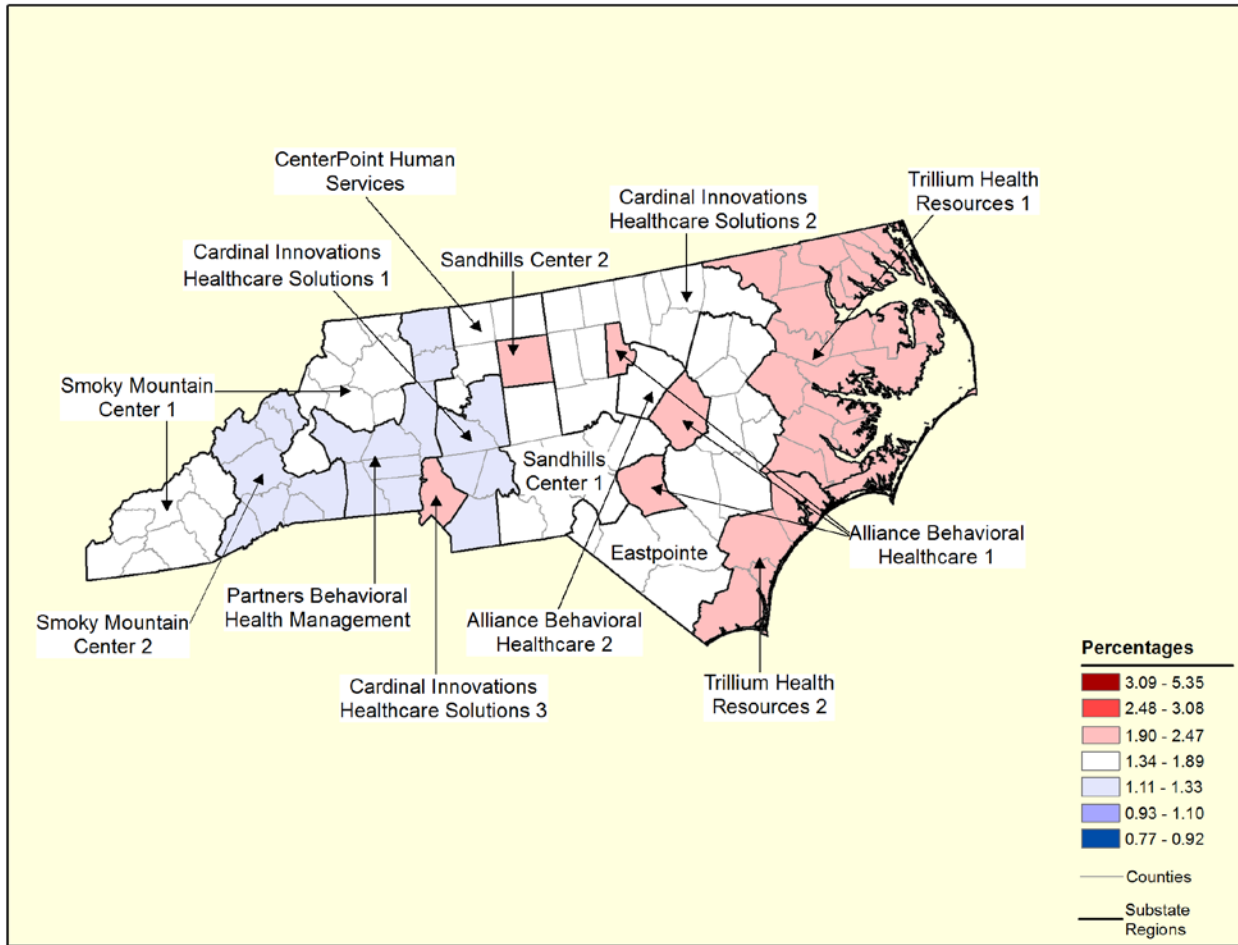 CenterPoint Human
Services
Cardinal Innovations
Healthcare Solutions 2
Trillium Health
Resources 1
Cardinal Innovations
Healthcare Solutions 1
Sandhills Center 2
Smoky Mountain
Center 1
Sandhills
Center 1
Eastpointe
Alliance Behavioral
Healthcare 1
Smoky Mountain
Center 2
Partners Behavioral
Health Management
Alliance Behavioral
Healthcare 2
Cardinal Innovations
Healthcare Solutions 3
Trillium Health
Resources 2
Percentages
3.09 - 5.35
2.48 - 3.08
1.90 - 2.47
1.34 - 1.89
1.11 - 1.33
0.93 - 1.10
0.77 - 0.92
Counties
Substate
Regions